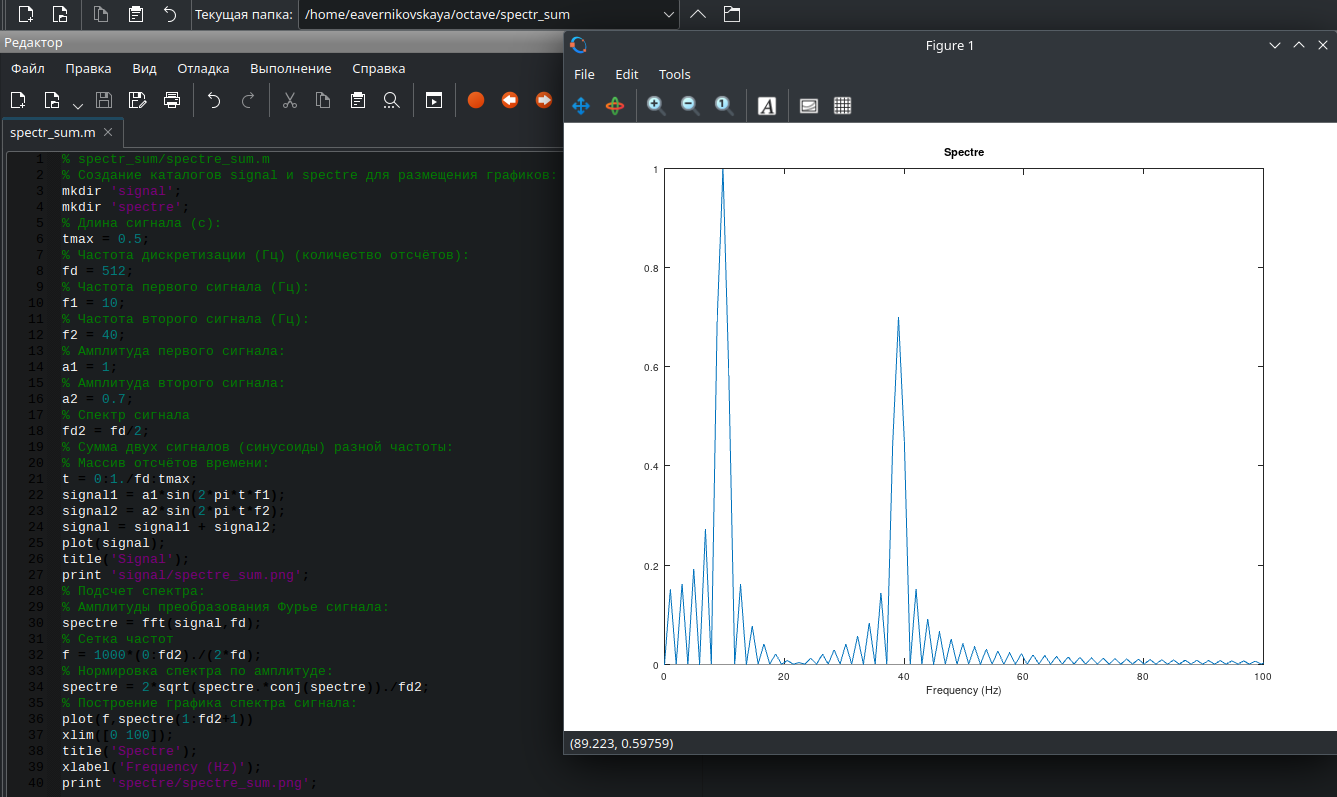 Текущая папка: /home/eavernikovskaya/octave/spectr_sum
Редактор
Файл Правка Вид Отладка Выполнение Справка
spectr_sum.m
1 % spectr_sum/spectre_sum.m
2 % Создание каталогов signal и spectre для размещения графиков:
3 mkdir 'signal';
4 mkdir 'spectre';
5 % Длина сигнала (с):
6 tmax = 0.5;
7 % Частота дискретизации (Гц) (количество отсчётов):
8 fd = 512;
9 % Частота первого сигнала (Гц):
10 f1 = 10;
11 % Частота второго сигнала (Гц):
12 f2 = 40;
13 % Амплитуда первого сигнала:
14 a1 = 1;
15 % Амплитуда второго сигнала:
16 a2 = 0.7;
17 % Спектр сигнала
18 fd2 = fd/2;
19 % Сумма двух сигналов (синусоиды) разной частоты:
20 % Массив отсчётов времени:
21 t = 0:1./fd:tmax;
22 signal1 = a1*sin(2*pi*t*f1);
23 signal2 = a2*sin(2*pi*t*f2);
24 signal = signal1 + signal2;
25 plot(signal);
26 title('Signal');
27 print 'signal/spectre_sum.png';
28 % Подсчет спектра:
29 % Амплитуды преобразования Фурье сигнала:
30 spectre = fft(signal,fd);
31 % Сетка частот
32 f = 1000*(0:fd2)./(2*fd);
33 % Нормировка спектра по амплитуде:
34 spectre = 2*sqrt(spectre.*conj(spectre))./fd2;
35 % Построение графика спектра сигнала:
36 plot(f,spectre(1:fd2+1))
37 xlim([0 100]);
38 title('Spectre');
39 xlabel('Frequency (Hz)');
40 print 'spectre/spectre_sum.png';
Figure 1
File Edit Tools
A
Spectre
1
0.8
0.6
0.4
0.2
0
0 20 40 60 80 100
Frequency (Hz)
(89.223, 0.59759)